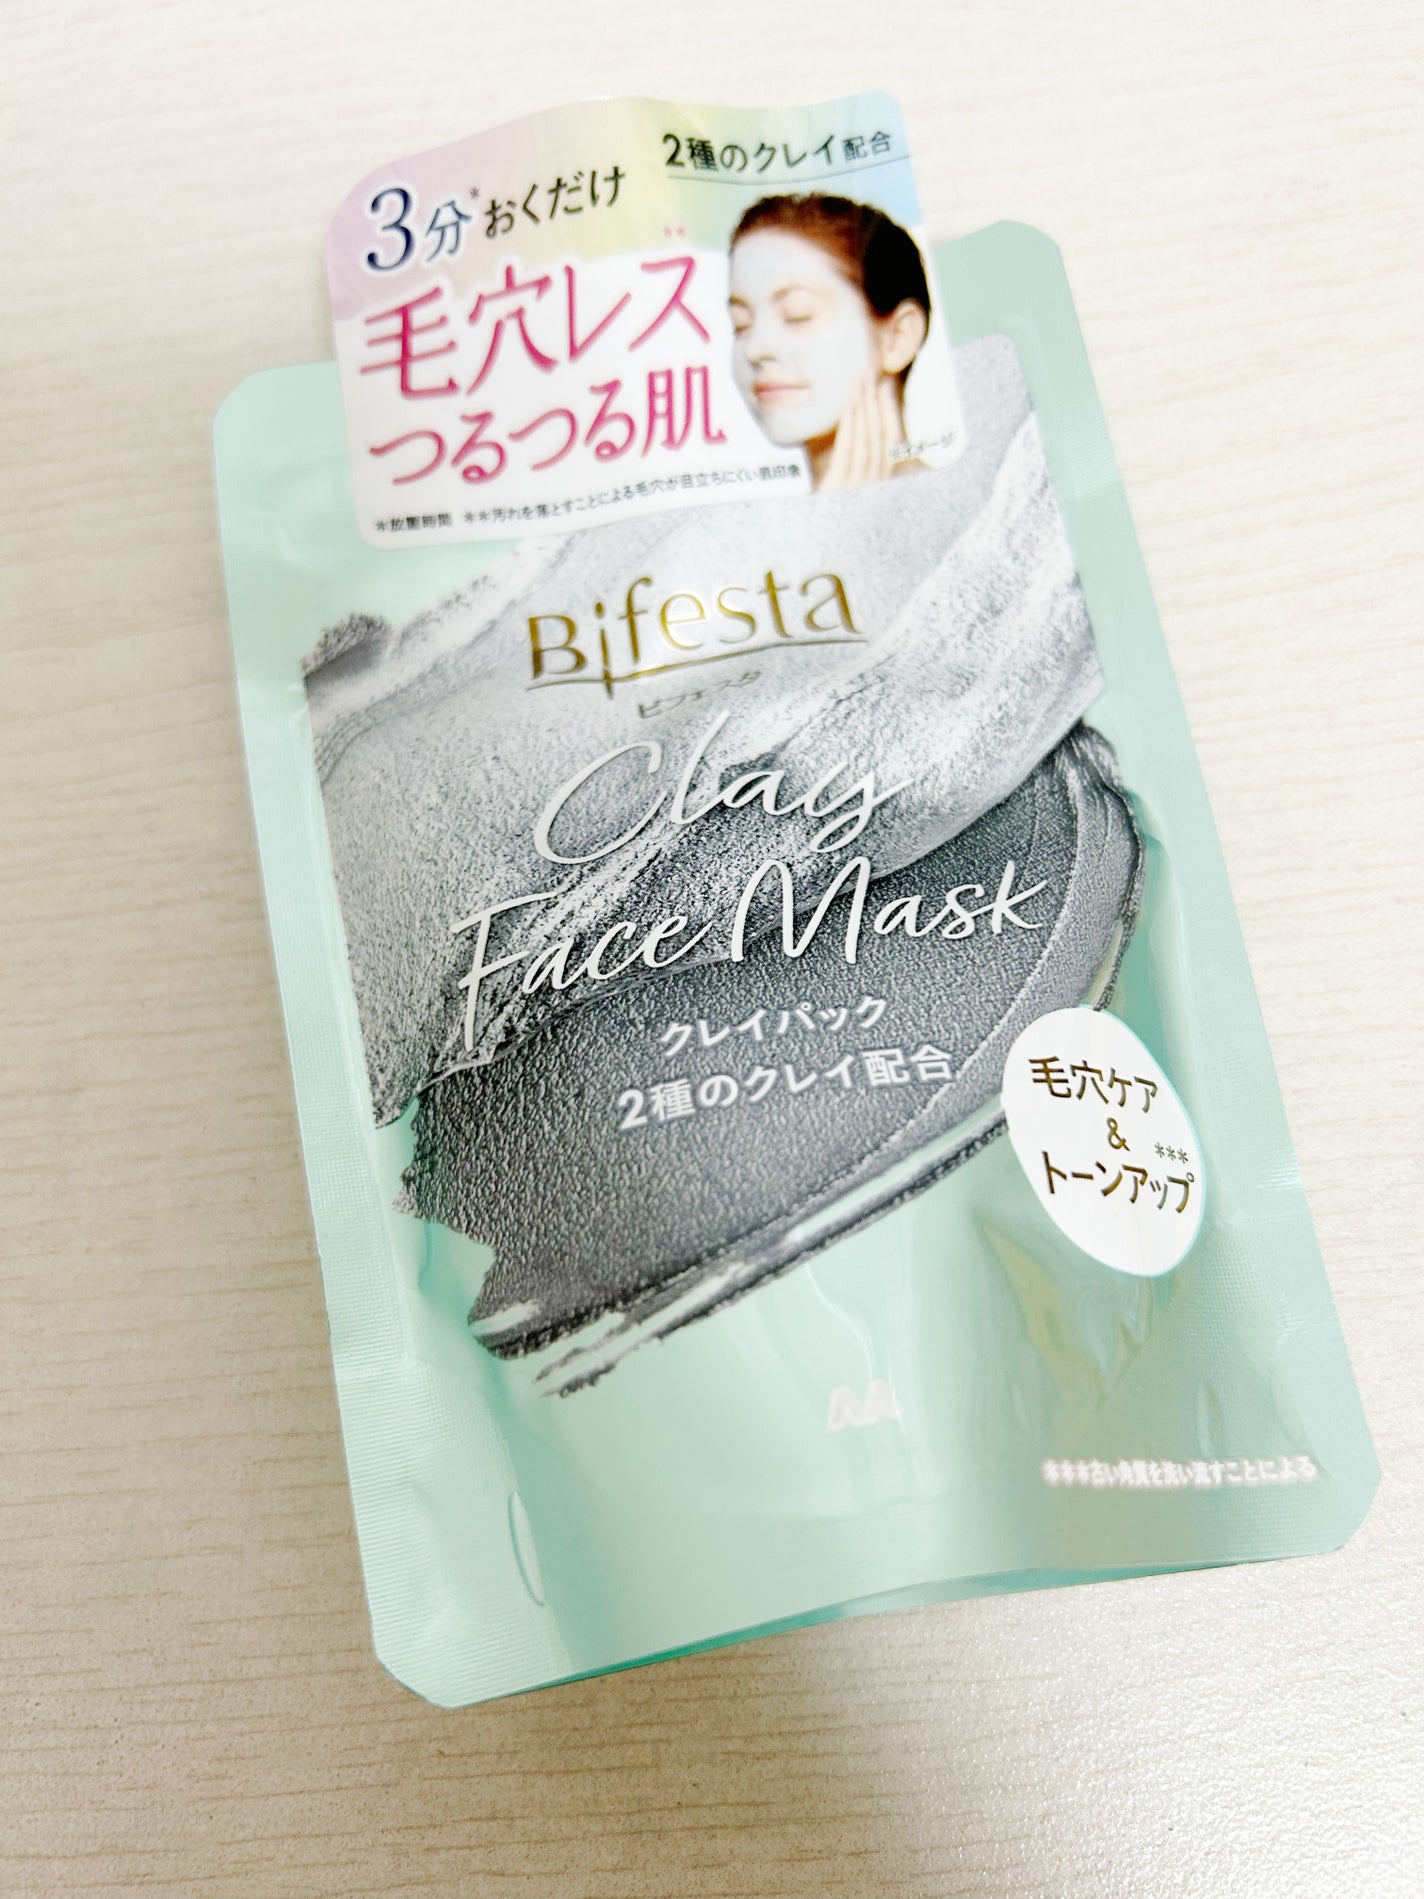 2種のクレイ配合
3分*おくだけ
毛穴レス**
つるつる肌
※イメージ
*放置時間 **汚れを落とすことによる毛穴が目立ちにくい肌印象
Bifesta
ビフェスタ
Clay
Face Mask
クレイパック
2種のクレイ配合
毛穴ケア
&
トーンアップ***
***古い角質を洗い流すことによる